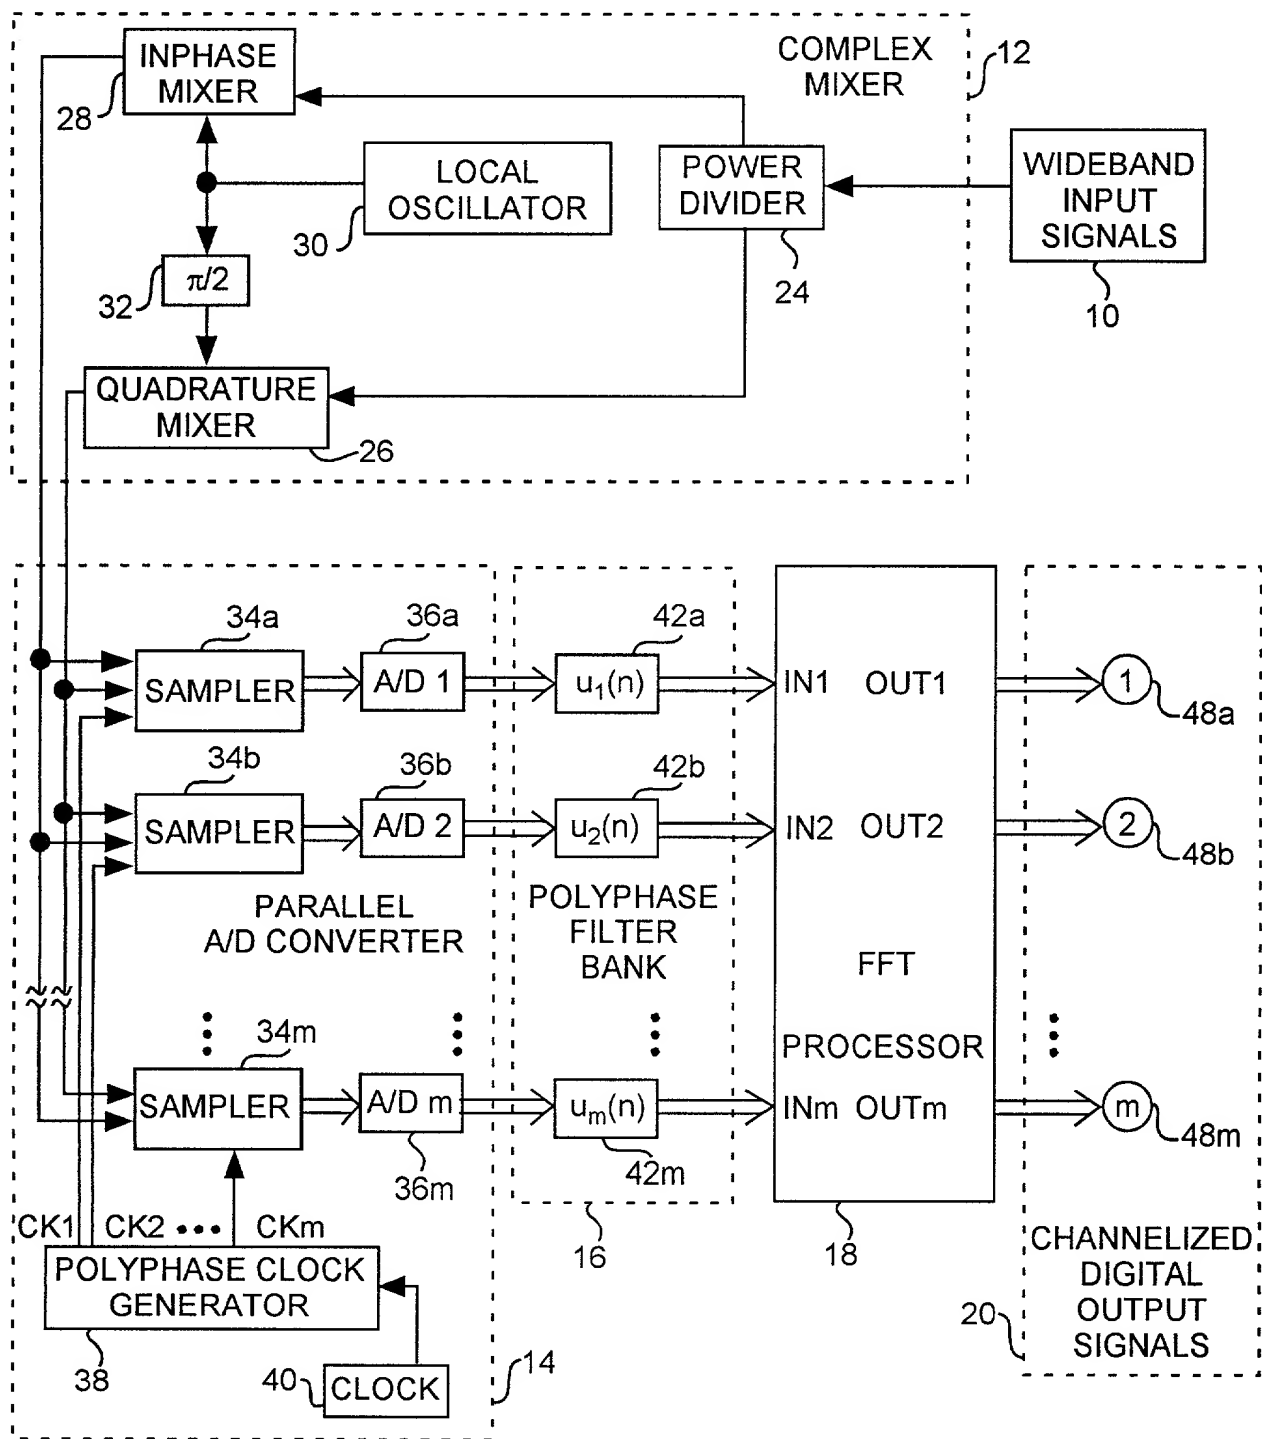 INPHASE
MIXER
28
COMPLEX
MIXER
12
LOCAL
OSCILLATOR
30
POWER
DIVIDER
24
WIDEBAND
INPUT
SIGNALS
10
π/2
32
QUADRATURE
MIXER
26
34a
SAMPLER
36a
A/D 1
42a
u1(n)
IN1 OUT1
1
48a
34b
SAMPLER
36b
A/D 2
42b
u2(n)
IN2 OUT2
2
48b
PARALLEL
A/D CONVERTER
POLYPHASE
FILTER
BANK
FFT
PROCESSOR
34m
SAMPLER
A/D m
36m
um(n)
42m
INm OUTm
m
48m
CK1 CK2 ••• CKm
POLYPHASE CLOCK
GENERATOR
38
40
CLOCK
14
16
18
20
CHANNELIZED
DIGITAL
OUTPUT
SIGNALS